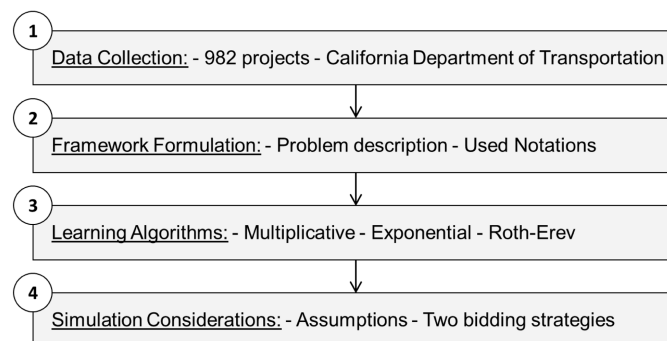 1
Data Collection: - 982 projects - California Department of Transportation
2
Framework Formulation: - Problem description - Used Notations
3
Learning Algorithms: - Multiplicative - Exponential - Roth-Erev
4
Simulation Considerations: - Assumptions - Two bidding strategies